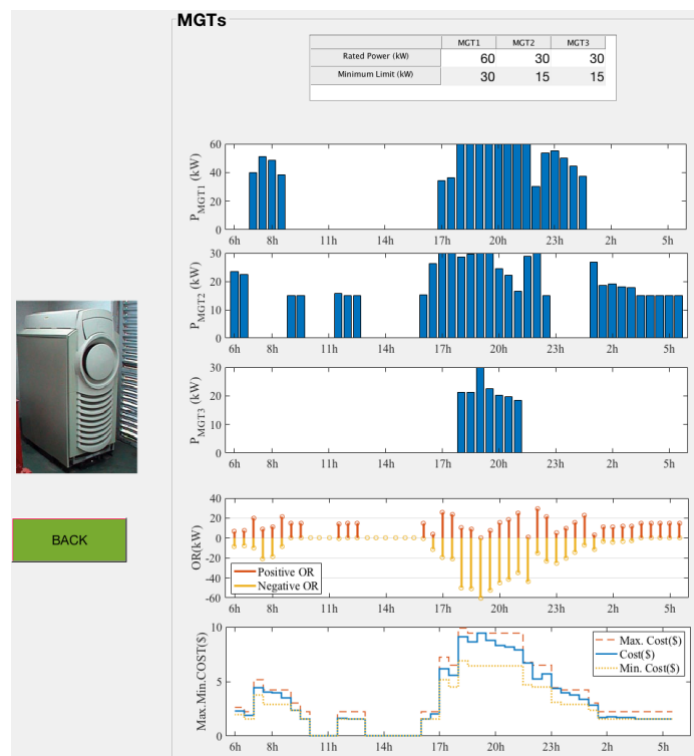 MGTs
MGT1 MGT2 MGT3
Rated Power (kW) 60 30 30
Minimum Limit (kW) 30 15 15
P_MGT1 (kW)
60
40
20
0
6h 8h 11h 14h 17h 20h 23h 2h 5h
P_MGT2 (kW)
30
20
10
0
6h 8h 11h 14h 17h 20h 23h 2h 5h
P_MGT3 (kW)
30
20
10
0
6h 8h 11h 14h 17h 20h 23h 2h 5h
BACK
OR(kW)
40
20
0
-20
-40
-60
Positive OR
Negative OR
6h 8h 11h 14h 17h 20h 23h 2h 5h
Max.Min.COST($)
10
5
0
Max. Cost($)
Cost($)
Min. Cost($)
6h 8h 11h 14h 17h 20h 23h 2h 5h